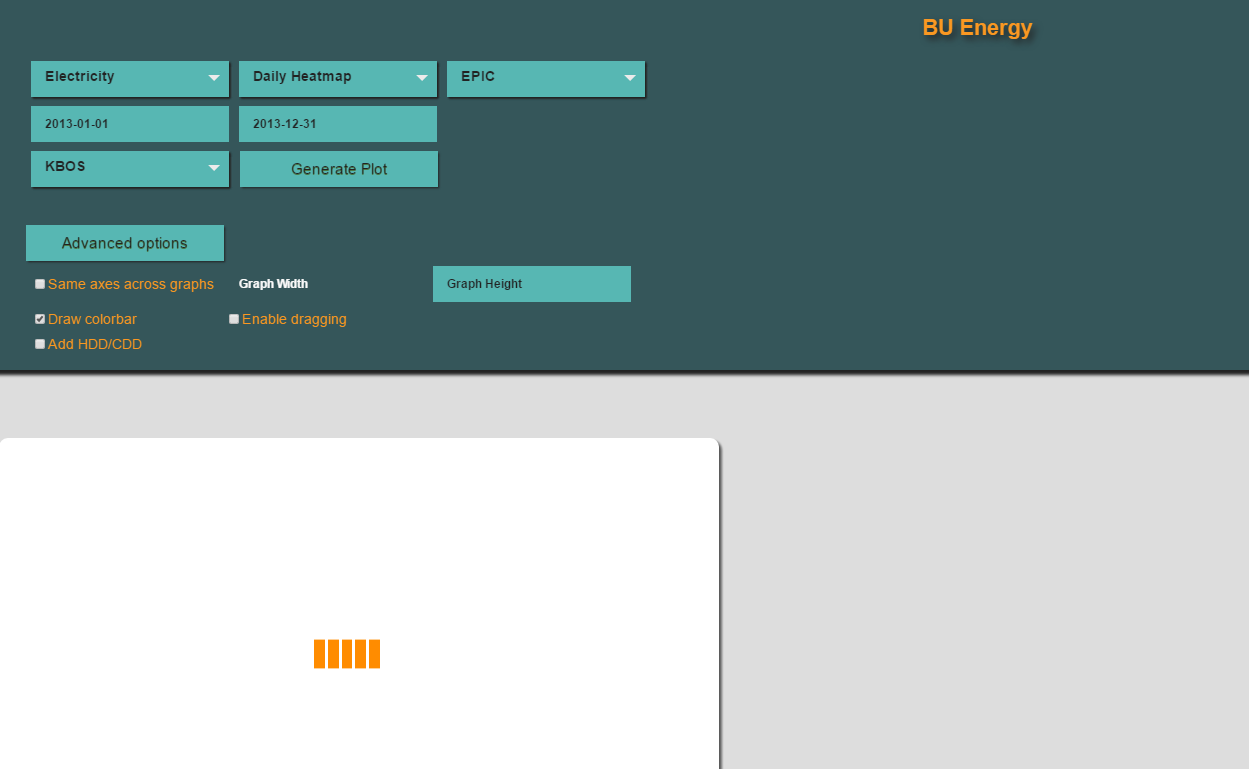 BU Energy
Electricity Daily Heatmap EPIC
2013-01-01 2013-12-31
KBOS Generate Plot
Advanced options
Same axes across graphs Graph Width Graph Height
Draw colorbar Enable dragging
Add HDD/CDD